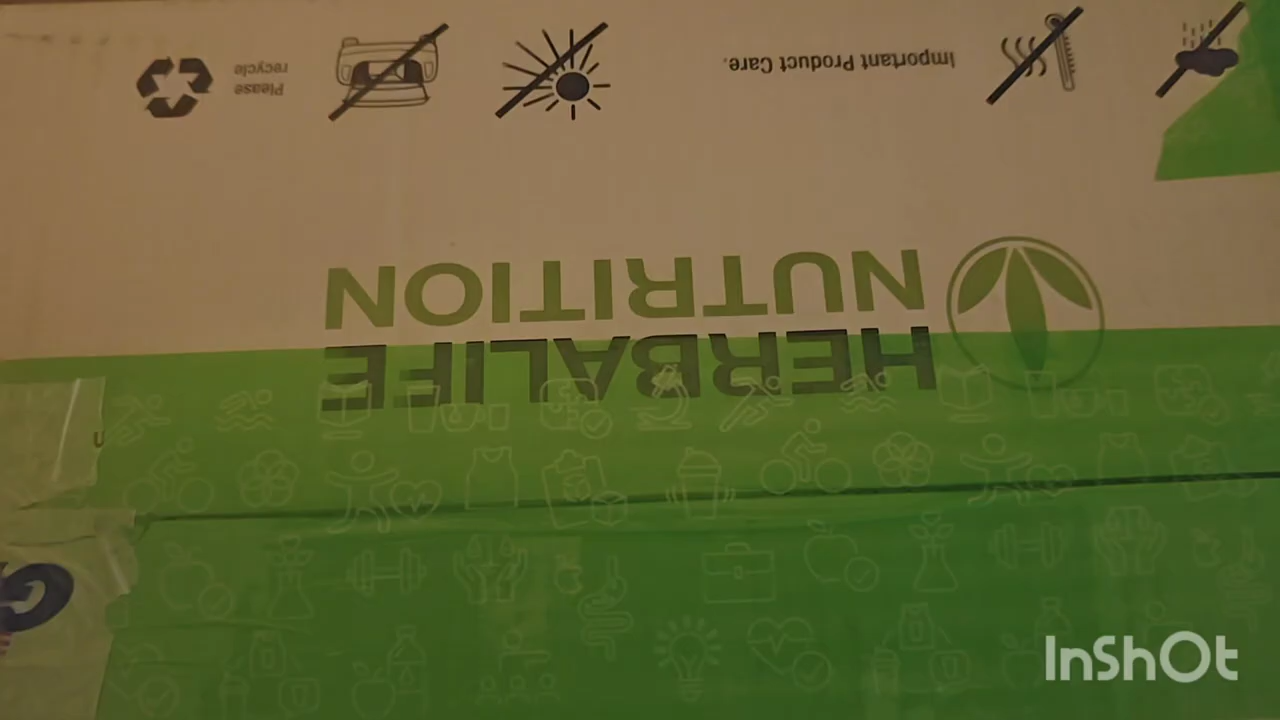 HERBALIFE
NUTRITION
Important Product Care.
Please
recycle
U
G
InShOt